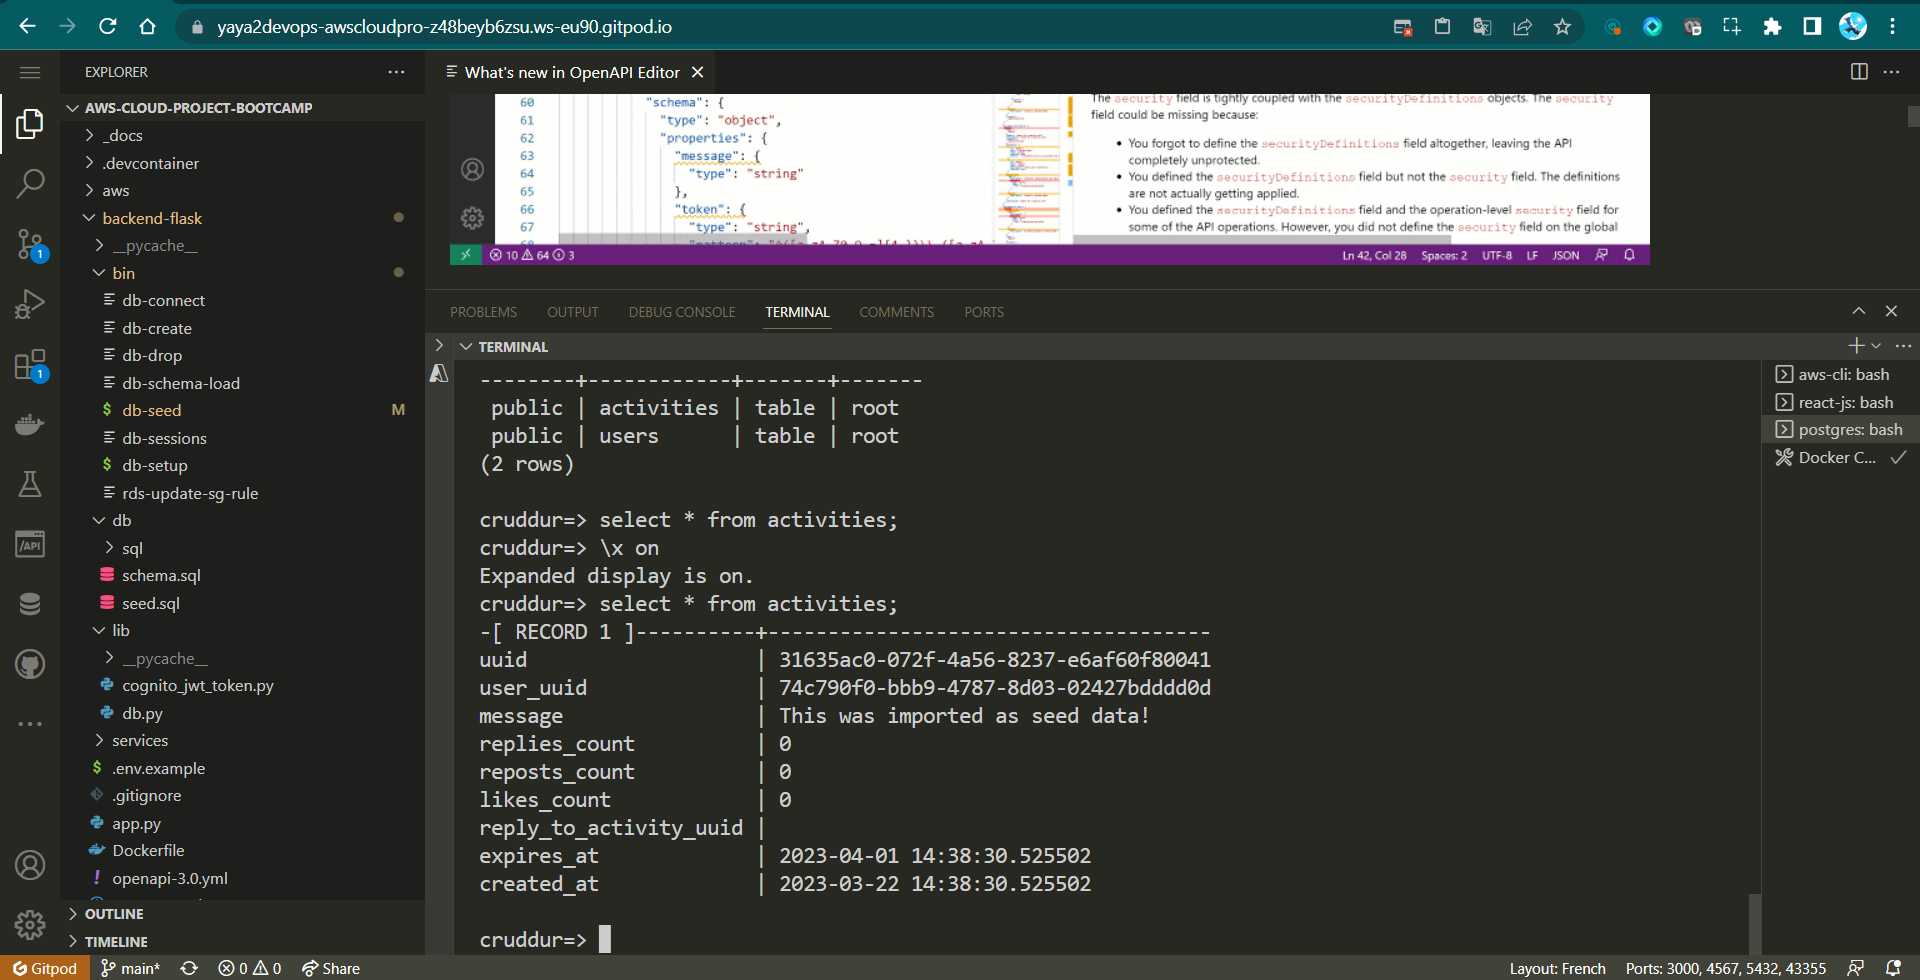 yaya2devops-awscloudpro-z48beyb6zsu.ws-eu90.gitpod.io
EXPLORER
What's new in OpenAPI Editor
AWS-CLOUD-PROJECT-BOOTCAMP
_docs
.devcontainer
aws
backend-flask
__pycache__
bin
db-connect
db-create
db-drop
db-schema-load
db-seed M
db-sessions
db-setup
rds-update-sg-rule
db
sql
schema.sql
seed.sql
lib
__pycache__
cognito_jwt_token.py
db.py
services
.env.example
.gitignore
app.py
Dockerfile
openapi-3.0.yml
OUTLINE
TIMELINE
1
1
/API
60 "schema": {
61 "type": "object",
62 "properties": {
63 "message": {
64 "type": "string"
65 },
66 "token": {
67 "type": "string",
68
The security field is tightly coupled with the securityDefinitions objects. The security
field could be missing because:
• You forgot to define the securityDefinitions field altogether, leaving the API
completely unprotected.
• You defined the securityDefinitions field but not the security field. The definitions
are not actually getting applied.
• You defined the securityDefinitions field and the operation-level security field for
some of the API operations. However, you did not define the security field on the global
10 64 3 Ln 42, Col 28 Spaces: 2 UTF-8 LF JSON
PROBLEMS OUTPUT DEBUG CONSOLE TERMINAL COMMENTS PORTS
TERMINAL
--------+------------+-------+-------
public | activities | table | root
public | users | table | root
(2 rows)
cruddur=> select * from activities;
cruddur=> \x on
Expanded display is on.
cruddur=> select * from activities;
-[ RECORD 1 ]----------+-------------------------------------
uuid | 31635ac0-072f-4a56-8237-e6af60f80041
user_uuid | 74c790f0-bbb9-4787-8d03-02427bdddd0d
message | This was imported as seed data!
replies_count | 0
reposts_count | 0
likes_count | 0
reply_to_activity_uuid |
expires_at | 2023-04-01 14:38:30.525502
created_at | 2023-03-22 14:38:30.525502
cruddur=>
aws-cli: bash
react-js: bash
postgres: bash
Docker C...
Gitpod main* 0 0 Share Layout: French Ports: 3000, 4567, 5432, 43355